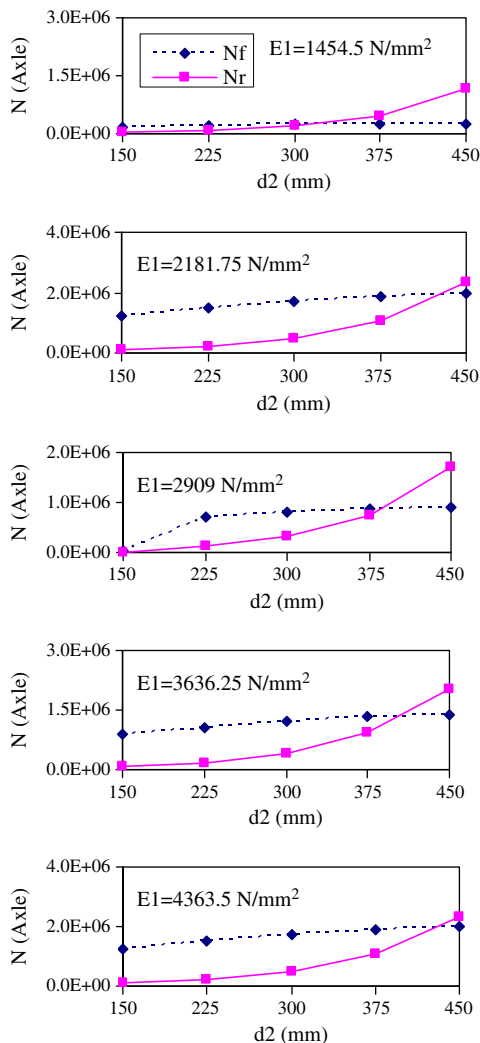 3.0E+06
Nf
Nr
E1=1454.5 N/mm²
1.5E+06
0.0E+00
N (Axle)
150 225 300 375 450
d2 (mm)
4.0E+06
E1=2181.75 N/mm²
2.0E+06
0.0E+00
N (Axle)
150 225 300 375 450
d2 (mm)
2.0E+06
1.0E+06
E1=2909 N/mm²
0.0E+00
N (Axle)
150 225 300 375 450
d2 (mm)
3.0E+06
E1=3636.25 N/mm²
1.5E+06
0.0E+00
N (Axle)
150 225 300 375 450
d2 (mm)
4.0E+06
E1=4363.5 N/mm²
2.0E+06
0.0E+00
N (Axle)
150 225 300 375 450
d2 (mm)